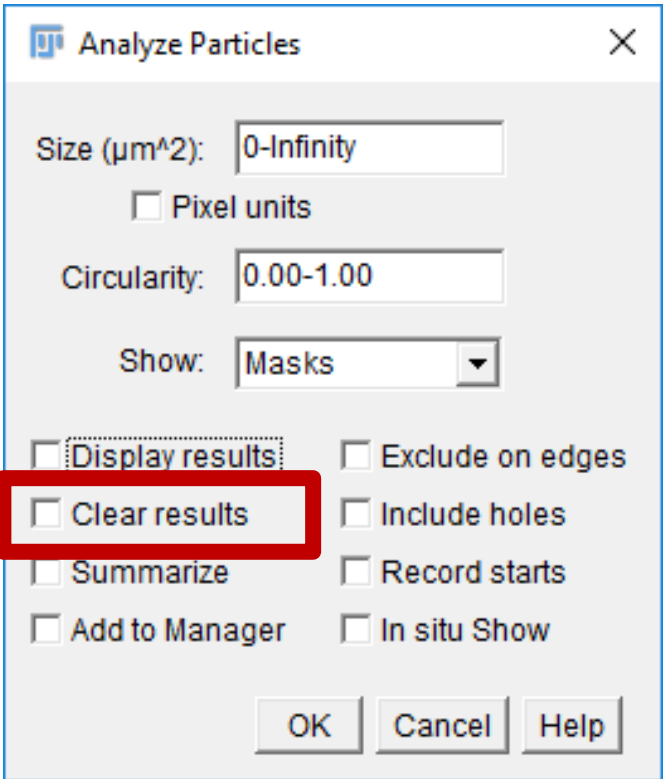 Analyze Particles
Size (µm^2): 0-Infinity
Pixel units
Circularity: 0.00-1.00
Show: Masks
Display results Exclude on edges
Clear results Include holes
Summarize Record starts
Add to Manager In situ Show
OK Cancel Help